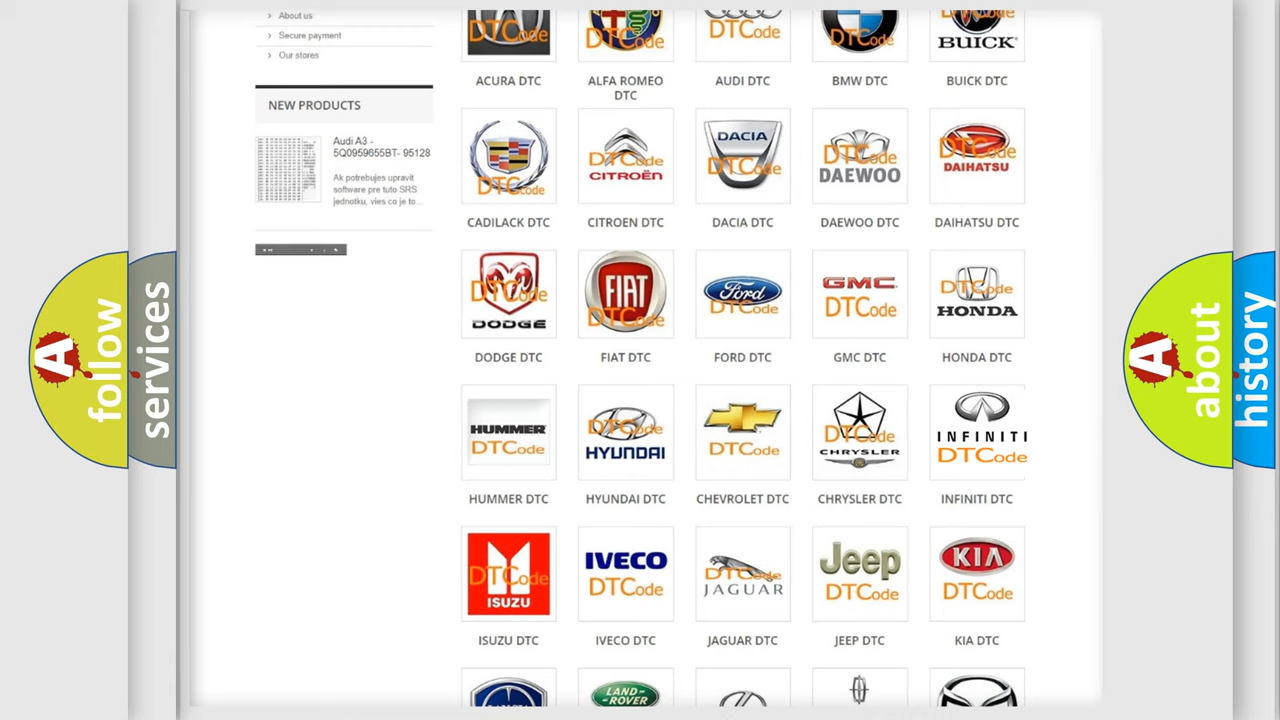 About us
Secure payment
Our stores
NEW PRODUCTS
Audi A3 -
5Q0959655BT- 95128
Ak potrebujes upravit
software pre tuto SRS
jednotku, vies co je to...
DTCode
DTCode
DTCode
DTCode
BUICK
ACURA DTC
ALFA ROMEO
DTC
AUDI DTC
BMW DTC
BUICK DTC
DTCode
DTCode
CITROËN
DACIA
DTCode
DTCode
DAEWOO
DTCode
DAIHATSU
CADILACK DTC
CITROEN DTC
DACIA DTC
DAEWOO DTC
DAIHATSU DTC
DTCode
DODGE
FIAT
DTCode
Ford
DTCode
GMC
DTCode
DTCode
HONDA
DODGE DTC
FIAT DTC
FORD DTC
GMC DTC
HONDA DTC
HUMMER
DTCode
DTCode
HYUNDAI
DTCode
DTCode
CHRYSLER
INFINITI
DTCode
HUMMER DTC
HYUNDAI DTC
CHEVROLET DTC
CHRYSLER DTC
INFINITI DTC
DTCode
ISUZU
IVECO
DTCode
DTCode
JAGUAR
Jeep
DTCode
KIA
DTCode
ISUZU DTC
IVECO DTC
JAGUAR DTC
JEEP DTC
KIA DTC
LAND-
ROVER
A follow
services
A about
history